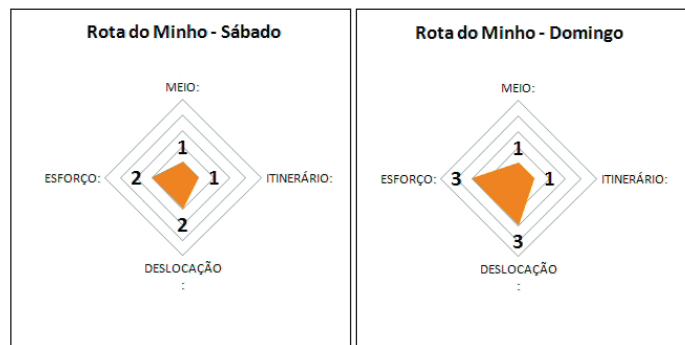 Rota do Minho - Sábado
MEIO:
1
ESFORÇO:
2
1
ITINERÁRIO:
2
DESLOCAÇÃO
:
Rota do Minho - Domingo
MEIO:
1
ESFORÇO:
3
1
ITINERÁRIO:
3
DESLOCAÇÃO
: